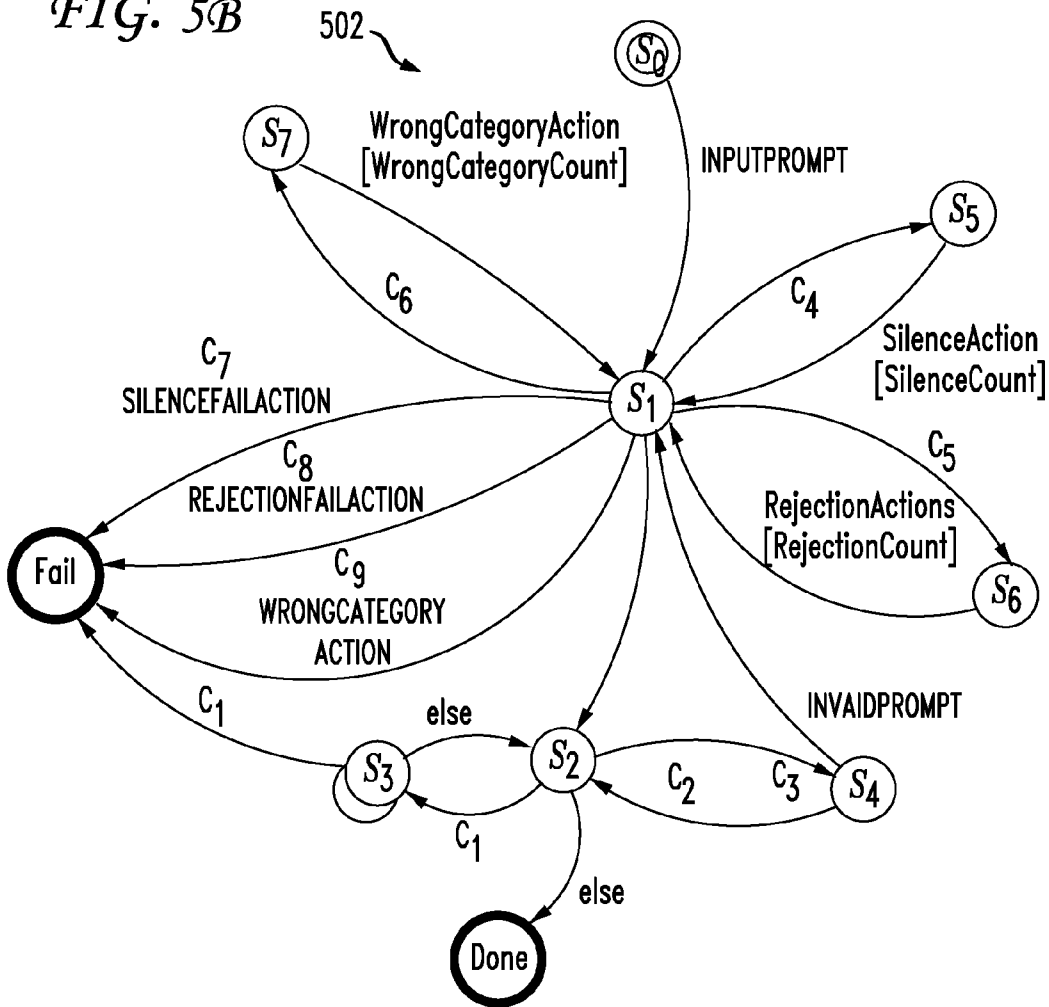 FIG. 5B
502
S0
S7
WrongCategoryAction
[WrongCategoryCount]
INPUTPROMPT
S5
C6
C4
C7
SILENCEFAILACTION
SilenceAction
[SilenceCount]
S1
C8
REJECTIONFAILACTION
C5
RejectionActions
[RejectionCount]
Fail
C9
WRONGCATEGORY
ACTION
S6
C1
else
INVAIDPROMPT
S3
S2
C2
C3
S4
C1
else
Done